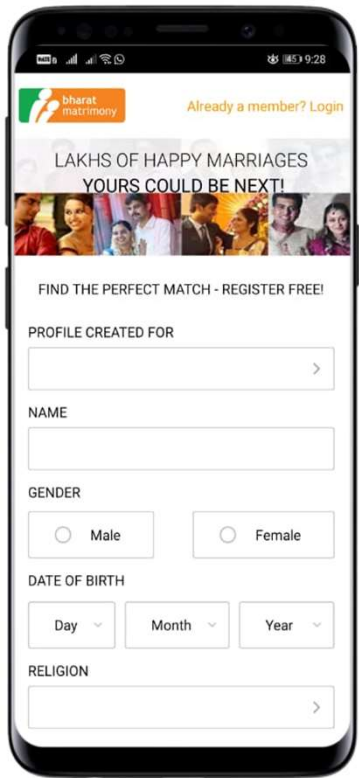 9:28
bharat
matrimony
Already a member? Login
LAKHS OF HAPPY MARRIAGES
YOURS COULD BE NEXT!
FIND THE PERFECT MATCH - REGISTER FREE!
PROFILE CREATED FOR
NAME
GENDER
Male
Female
DATE OF BIRTH
Day
Month
Year
RELIGION